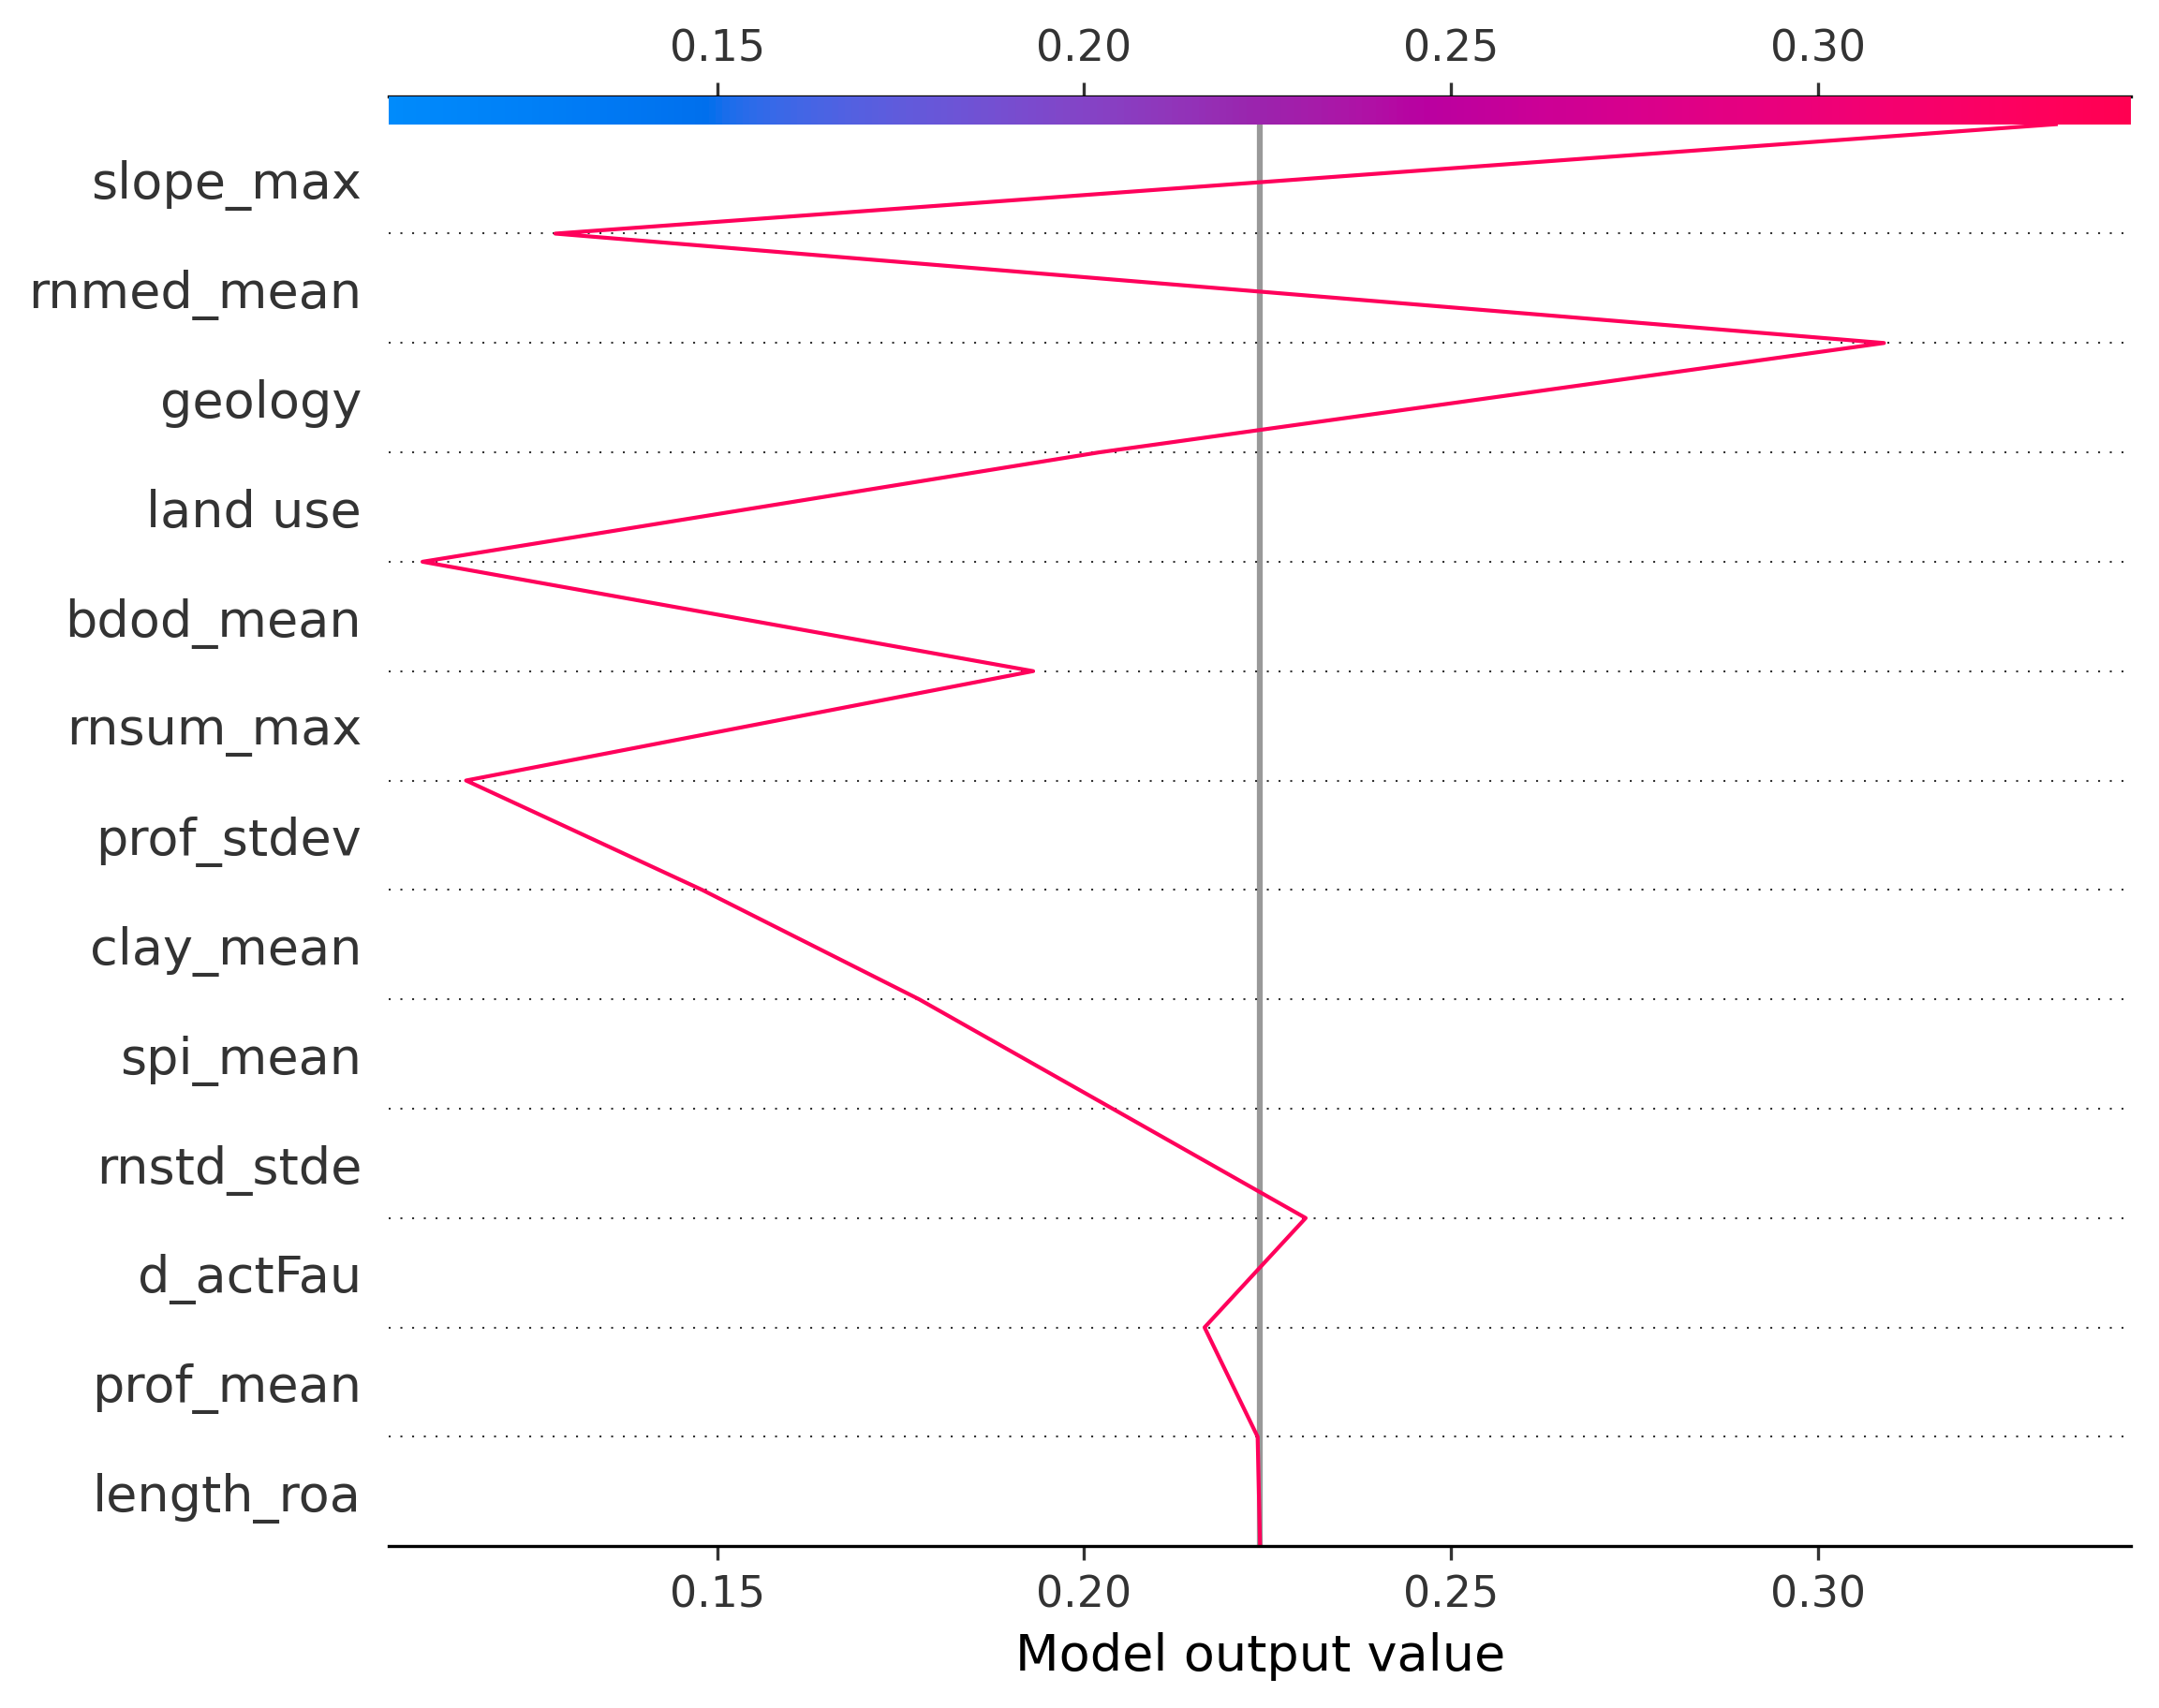 0.15 0.20 0.25 0.30
slope_max
rnmed_mean
geology
land use
bdod_mean
rnsum_max
prof_stdev
clay_mean
spi_mean
rnstd_stde
d_actFau
prof_mean
length_roa
0.15 0.20 0.25 0.30
Model output value